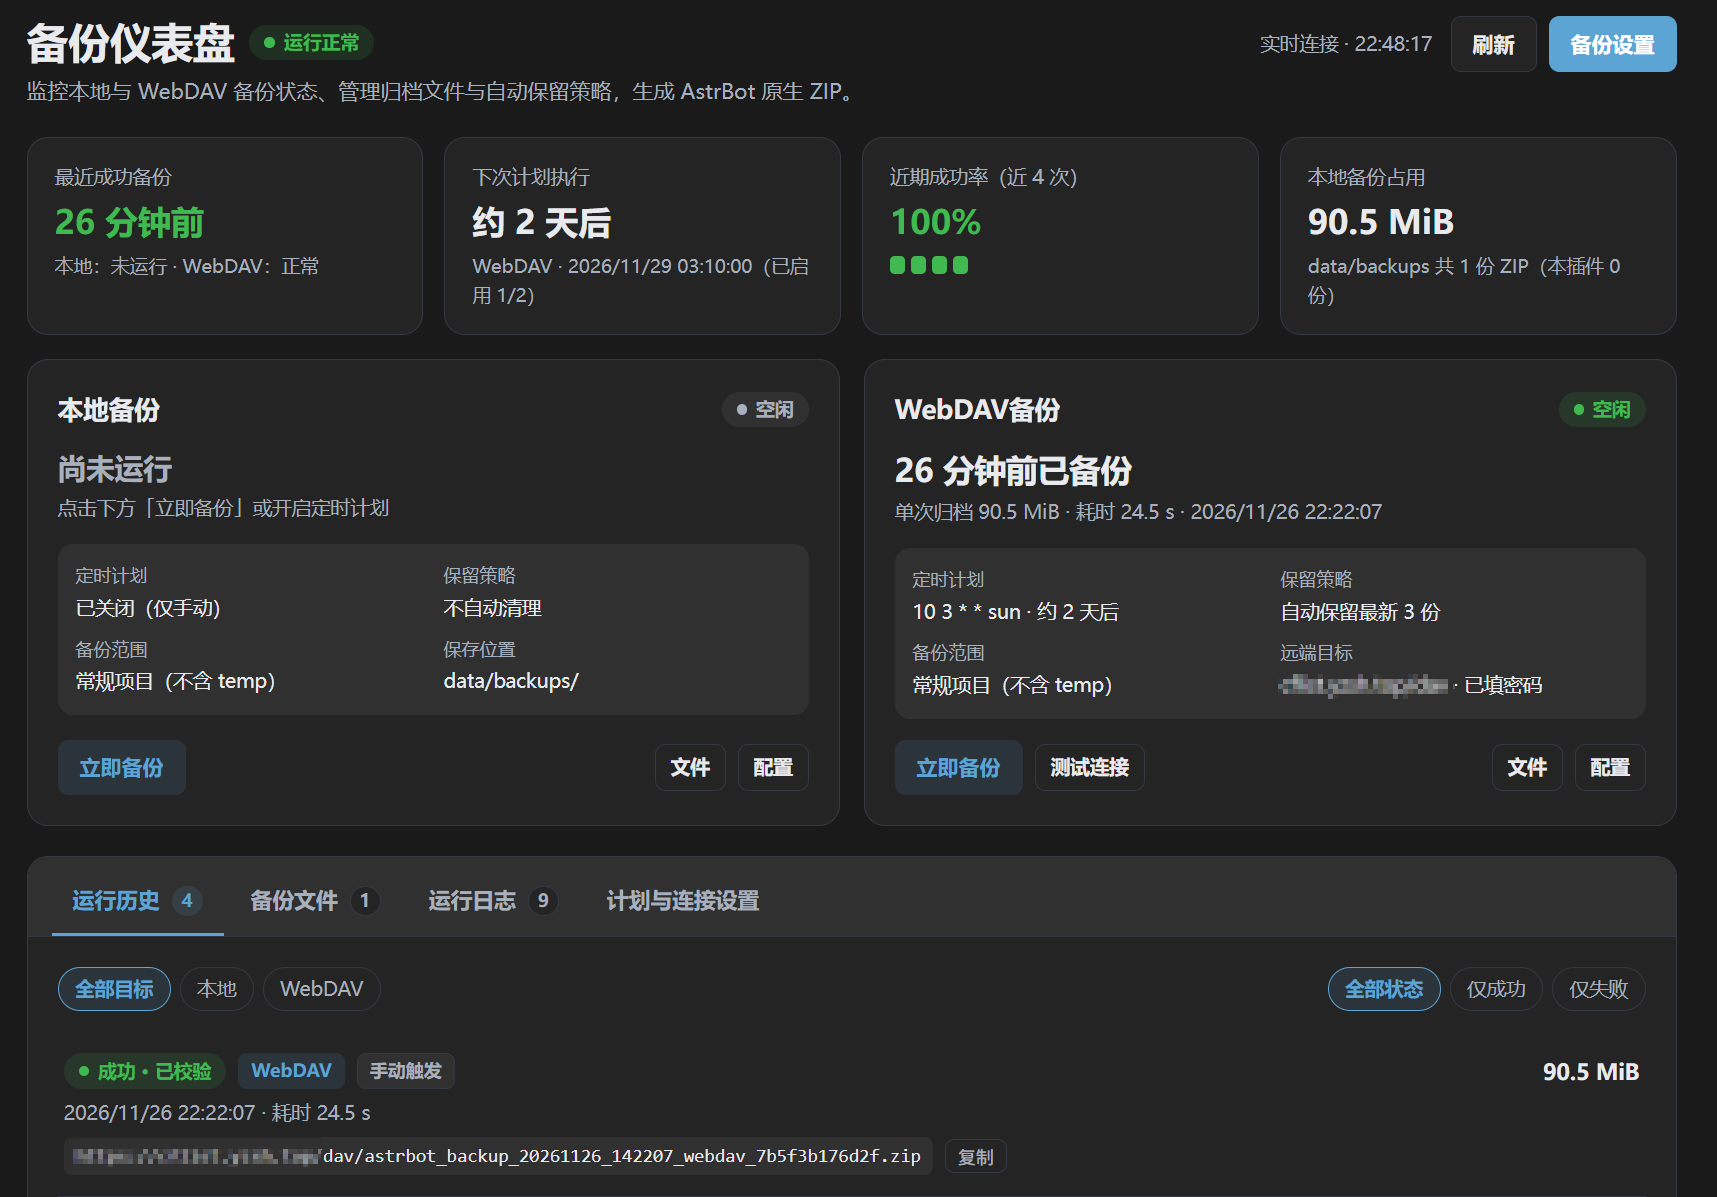 备份仪表盘
运行正常
实时连接 · 22:48:17
刷新
备份设置
监控本地与 WebDAV 备份状态、管理归档文件与自动保留策略，生成 AstrBot 原生 ZIP。
最近成功备份
26 分钟前
本地：未运行 · WebDAV：正常
下次计划执行
约 2 天后
WebDAV · 2026/11/29 03:10:00（已启
用 1/2）
近期成功率（近 4 次）
100%
本地备份占用
90.5 MiB
data/backups 共 1 份 ZIP（本插件 0
份）
本地备份
空闲
尚未运行
点击下方「立即备份」或开启定时计划
定时计划
已关闭（仅手动）
保留策略
不自动清理
备份范围
常规项目（不含 temp）
保存位置
data/backups/
立即备份
文件
配置
WebDAV备份
空闲
26 分钟前已备份
单次归档 90.5 MiB · 耗时 24.5 s · 2026/11/26 22:22:07
定时计划
10 3 * * sun · 约 2 天后
保留策略
自动保留最新 3 份
备份范围
常规项目（不含 temp）
远端目标
· 已填密码
立即备份
测试连接
文件
配置
运行历史 4
备份文件 1
运行日志 9
计划与连接设置
全部目标
本地
WebDAV
全部状态
仅成功
仅失败
成功 · 已校验
WebDAV
手动触发
90.5 MiB
2026/11/26 22:22:07 · 耗时 24.5 s
/dav/astrbot_backup_20261126_142207_webdav_7b5f3b176d2f.zip
复制